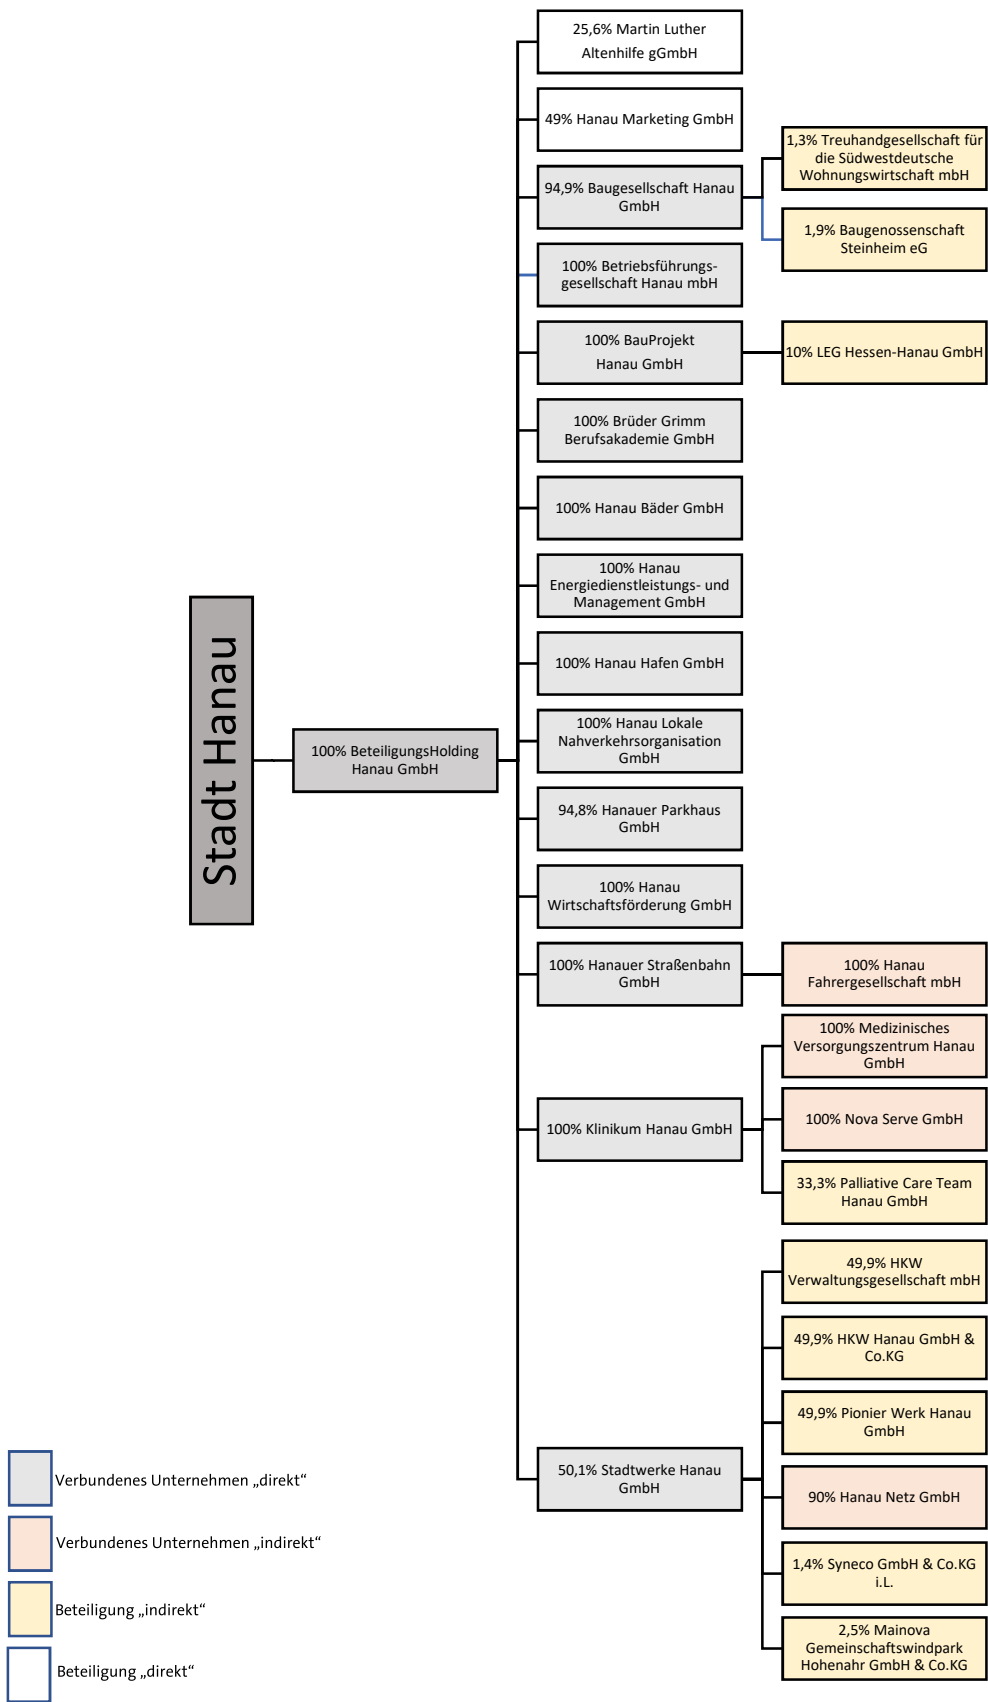 Stadt Hanau
100% BeteiligungsHolding
Hanau GmbH
25,6% Martin Luther
Altenhilfe gGmbH
49% Hanau Marketing GmbH
94,9% Baugesellschaft Hanau
GmbH
1,3% Treuhandgesellschaft für
die Südwestdeutsche
Wohnungswirtschaft mbH
1,9% Baugenossenschaft
Steinheim eG
100% Betriebsführungs-
gesellschaft Hanau mbH
100% BauProjekt
Hanau GmbH
10% LEG Hessen-Hanau GmbH
100% Brüder Grimm
Berufsakademie GmbH
100% Hanau Bäder GmbH
100% Hanau
Energiedienstleistungs- und
Management GmbH
100% Hanau Hafen GmbH
100% Hanau Lokale
Nahverkehrsorganisation
GmbH
94,8% Hanauer Parkhaus
GmbH
100% Hanau
Wirtschaftsförderung GmbH
100% Hanauer Straßenbahn
GmbH
100% Hanau
Fahrergesellschaft mbH
100% Klinikum Hanau GmbH
100% Medizinisches
Versorgungszentrum Hanau
GmbH
100% Nova Serve GmbH
33,3% Palliative Care Team
Hanau GmbH
50,1% Stadtwerke Hanau
GmbH
49,9% HKW
Verwaltungsgesellschaft mbH
49,9% HKW Hanau GmbH &
Co.KG
49,9% Pionier Werk Hanau
GmbH
90% Hanau Netz GmbH
1,4% Syneco GmbH & Co.KG
i.L.
2,5% Mainova
Gemeinschaftswindpark
Hohenahr GmbH & Co.KG
Verbundenes Unternehmen „direkt“
Verbundenes Unternehmen „indirekt“
Beteiligung „indirekt“
Beteiligung „direkt“